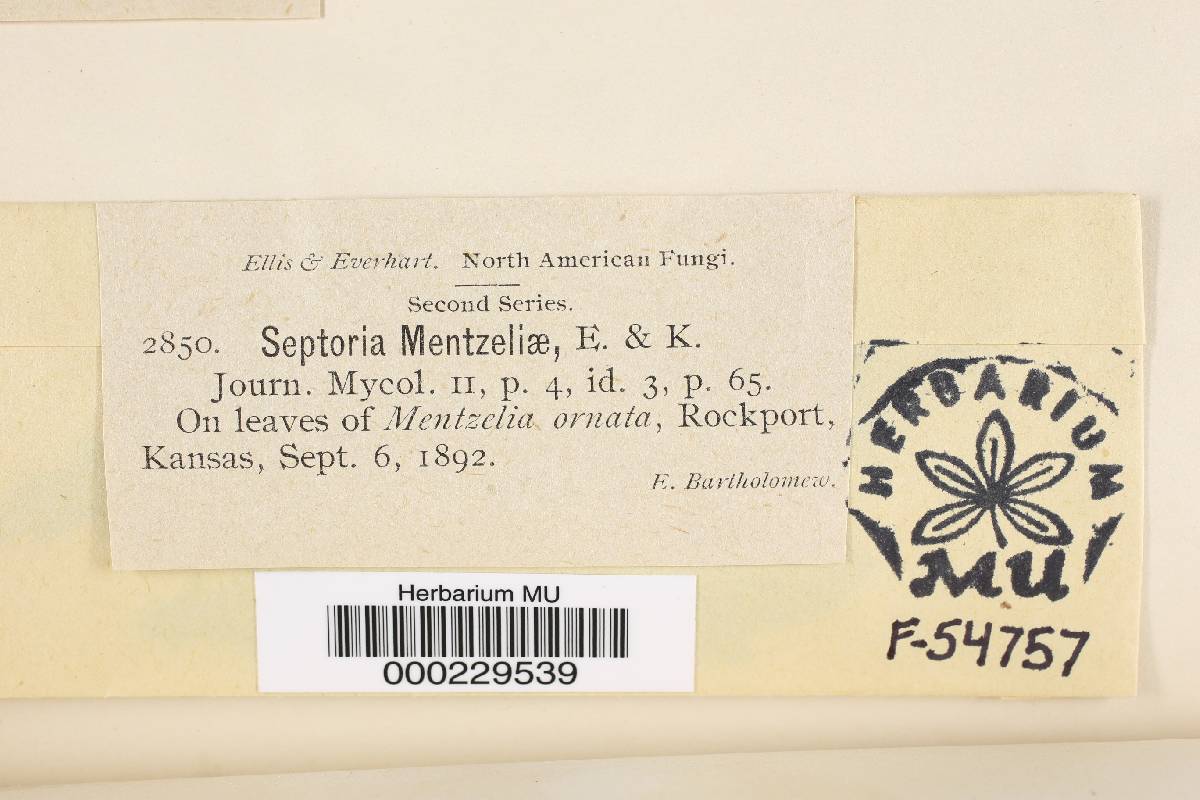 Ellis & Everhart. North American Fungi.
Second Series.
2850. Septoria Mentzeliæ, E. & K.
Journ. Mycol. II, p. 4, id. 3, p. 65.
On leaves of Mentzelia ornata, Rockport,
Kansas, Sept. 6, 1892.
E. Bartholomew.
HERBARIUM
MU
F-54757
Herbarium MU
000229539